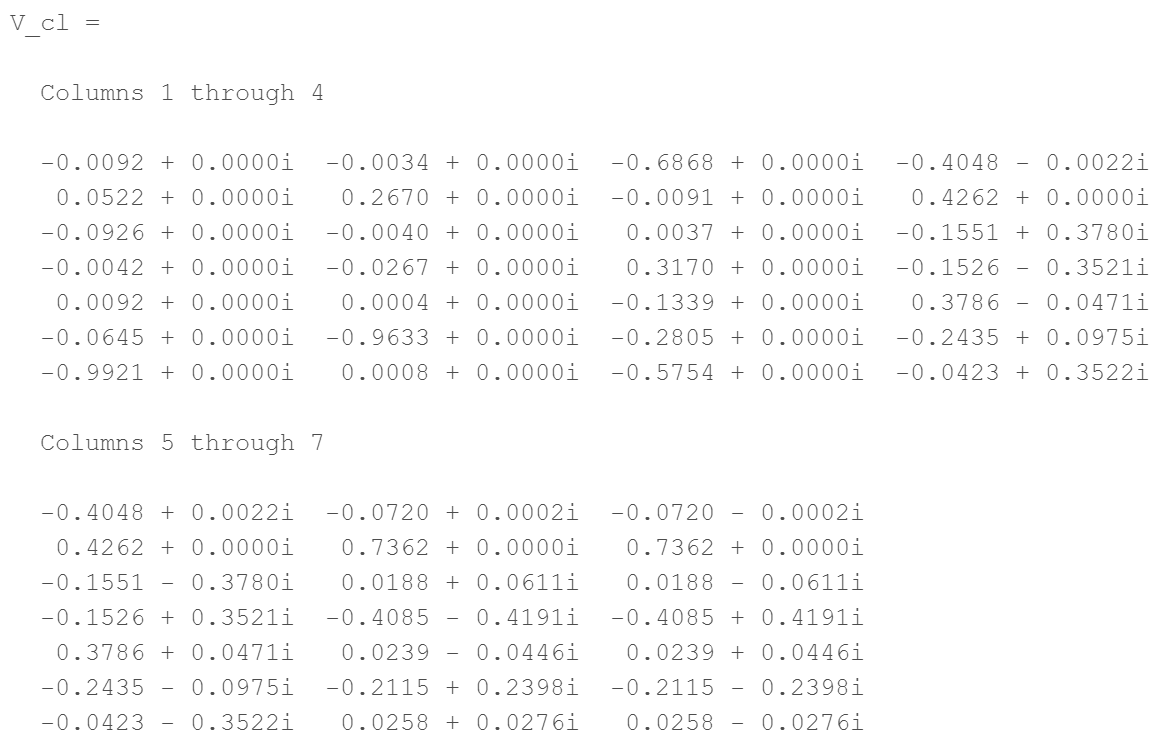 V_cl =
Columns 1 through 4
-0.0092 + 0.0000i  -0.0034 + 0.0000i  -0.6868 + 0.0000i  -0.4048 - 0.0022i
0.0522 + 0.0000i   0.2670 + 0.0000i  -0.0091 + 0.0000i   0.4262 + 0.0000i
-0.0926 + 0.0000i  -0.0040 + 0.0000i   0.0037 + 0.0000i  -0.1551 + 0.3780i
-0.0042 + 0.0000i  -0.0267 + 0.0000i   0.3170 + 0.0000i  -0.1526 - 0.3521i
0.0092 + 0.0000i   0.0004 + 0.0000i  -0.1339 + 0.0000i   0.3786 - 0.0471i
-0.0645 + 0.0000i  -0.9633 + 0.0000i  -0.2805 + 0.0000i  -0.2435 + 0.0975i
-0.9921 + 0.0000i   0.0008 + 0.0000i  -0.5754 + 0.0000i  -0.0423 + 0.3522i
Columns 5 through 7
-0.4048 + 0.0022i  -0.0720 + 0.0002i  -0.0720 - 0.0002i
0.4262 + 0.0000i   0.7362 + 0.0000i   0.7362 + 0.0000i
-0.1551 - 0.3780i   0.0188 + 0.0611i   0.0188 - 0.0611i
-0.1526 + 0.3521i  -0.4085 - 0.4191i  -0.4085 + 0.4191i
0.3786 + 0.0471i   0.0239 - 0.0446i   0.0239 + 0.0446i
-0.2435 - 0.0975i  -0.2115 + 0.2398i  -0.2115 - 0.2398i
-0.0423 - 0.3522i   0.0258 + 0.0276i   0.0258 - 0.0276i